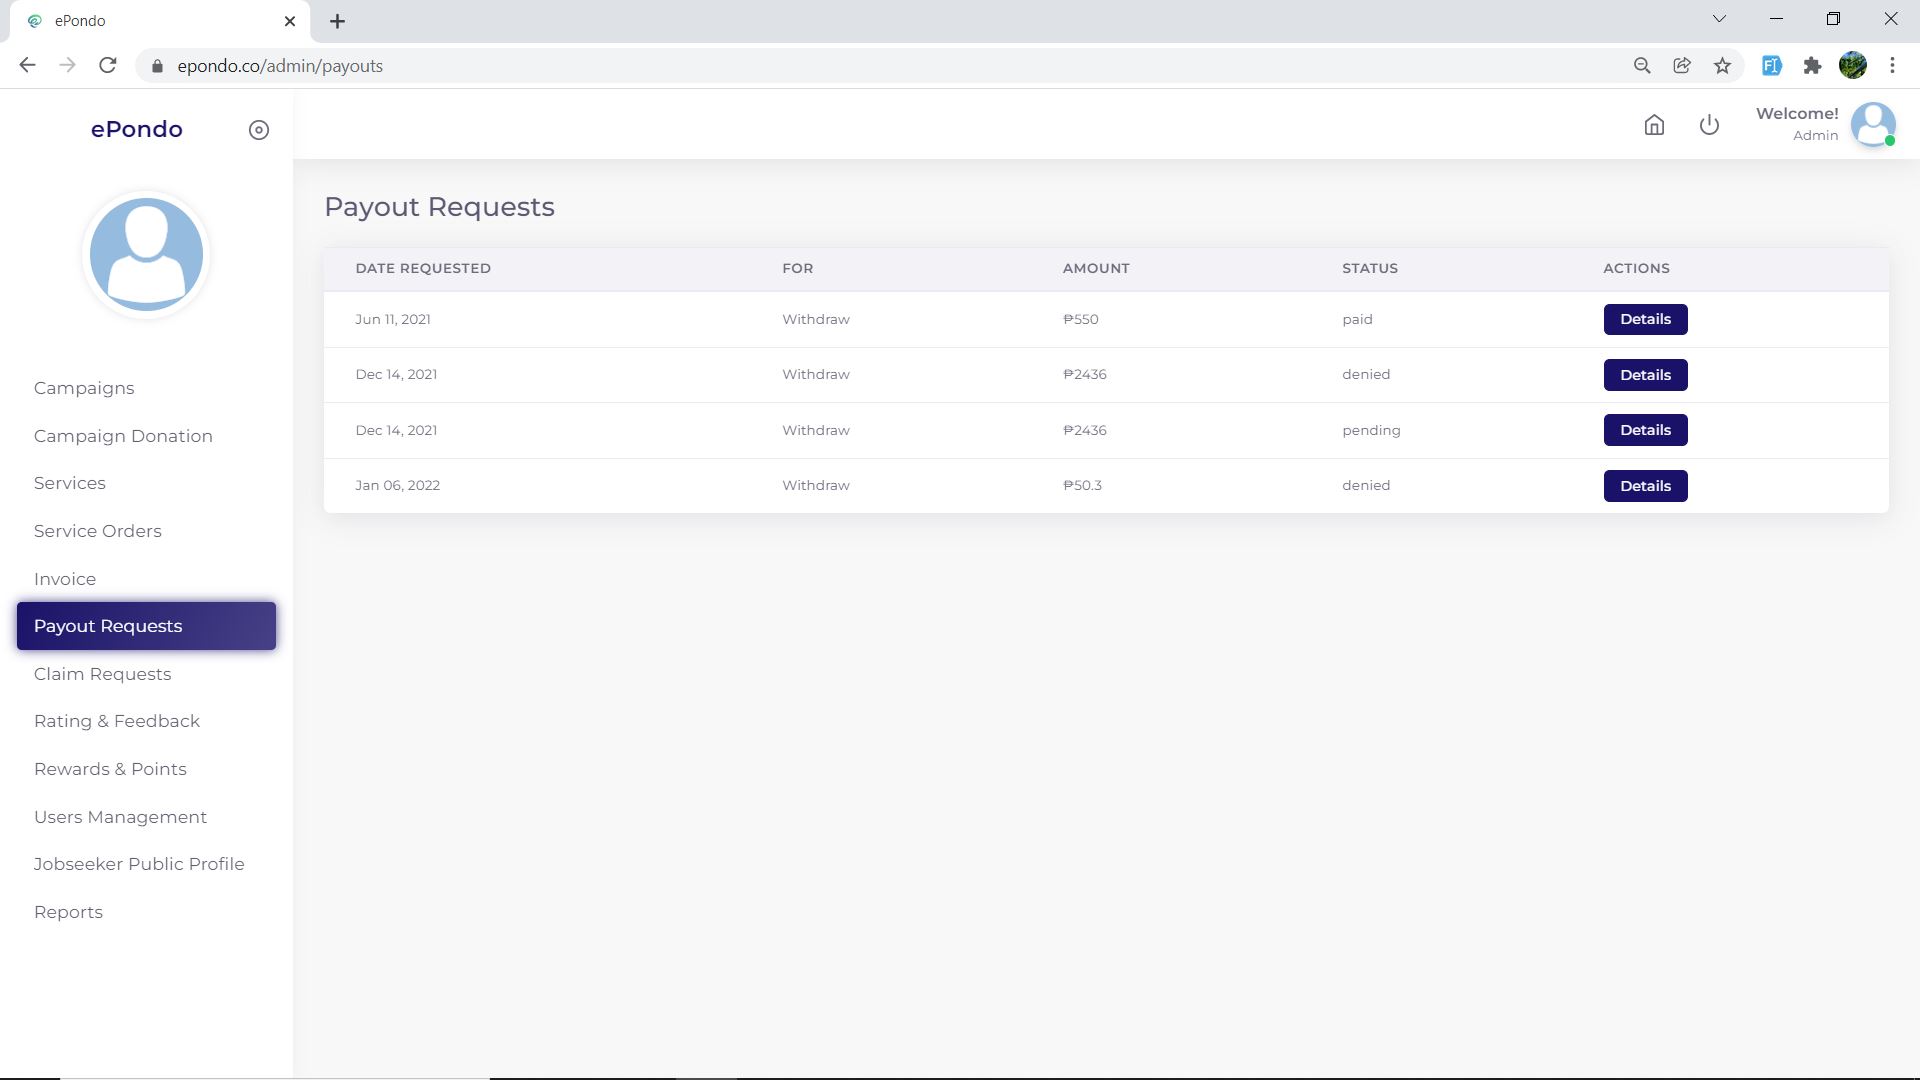 ePondo
epondo.co/admin/payouts
ePondo
Welcome!
Admin
Campaigns
Campaign Donation
Services
Service Orders
Invoice
Payout Requests
Claim Requests
Rating & Feedback
Rewards & Points
Users Management
Jobseeker Public Profile
Reports
Payout Requests
DATE REQUESTED FOR AMOUNT STATUS ACTIONS
Jun 11, 2021 Withdraw ₱550 paid Details
Dec 14, 2021 Withdraw ₱2436 denied Details
Dec 14, 2021 Withdraw ₱2436 pending Details
Jan 06, 2022 Withdraw ₱50.3 denied Details